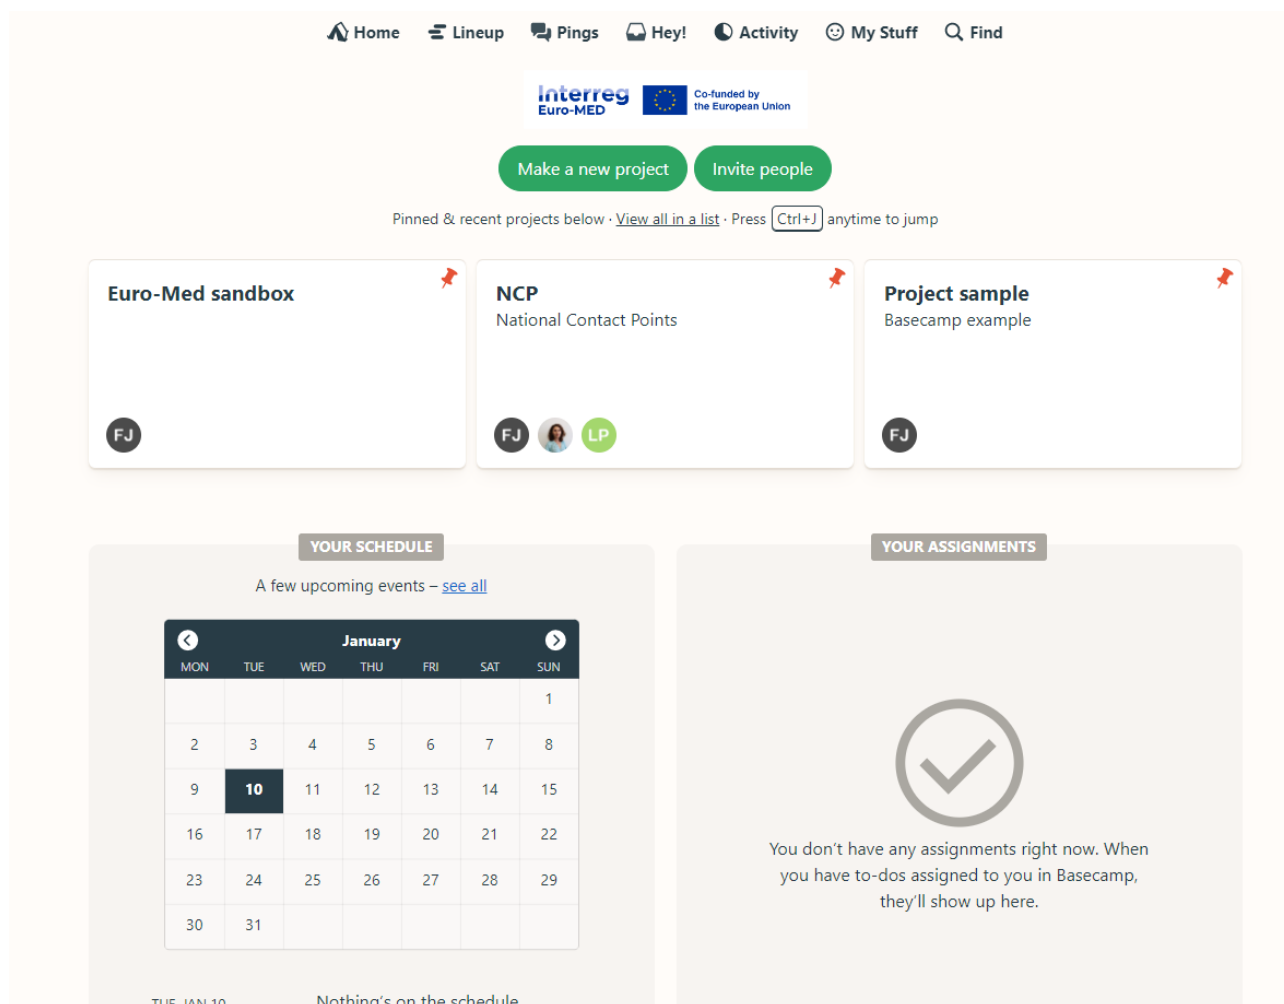 Home Lineup Pings Hey! Activity My Stuff Find
Interreg
Euro-MED
Co-funded by
the European Union
Make a new project Invite people
Pinned & recent projects below · View all in a list · Press Ctrl+J anytime to jump
Euro-Med sandbox
FJ
NCP
National Contact Points
FJ LP
Project sample
Basecamp example
FJ
YOUR SCHEDULE
A few upcoming events – see all
January
MON TUE WED THU FRI SAT SUN
1
2 3 4 5 6 7 8
9 10 11 12 13 14 15
16 17 18 19 20 21 22
23 24 25 26 27 28 29
30 31
TUE, JAN 10 Nothing's on the schedule
YOUR ASSIGNMENTS
You don't have any assignments right now. When
you have to-dos assigned to you in Basecamp,
they'll show up here.